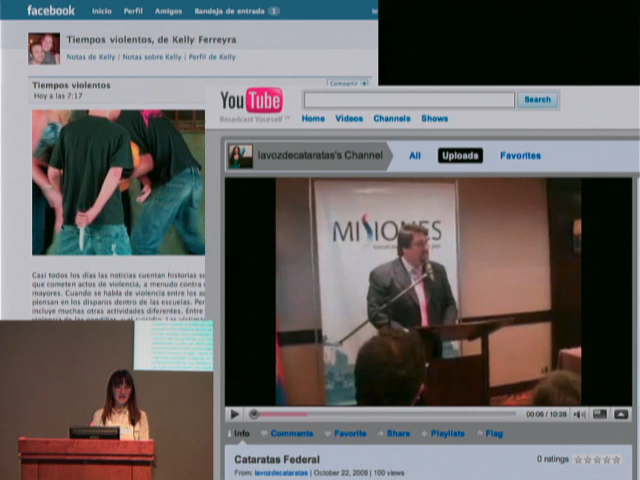 facebook Inicio Perfil Amigos Bandeja de entrada 1
Tiempos violentos, de Kelly Ferreyra
Notas de Kelly | Notas sobre Kelly | Perfil de Kelly
Tiempos violentos
Compartir +
Hoy a las 7:17
Casi todos los días las noticias cuentan historias
que cometen actos de violencia, a menudo contra
mayores. Cuando se habla de violencia entre los
piensan en los disparos dentro de las escuelas.
incluye muchas otras actividades diferentes. Entre
YouTube
Broadcast Yourself ™
Search
Home Videos Channels Shows
lavozdecataratas's Channel All Uploads Favorites
MISIONES
00:06 / 10:28
Info Comments Favorite Share Playlists Flag
Cataratas Federal
0 ratings
From: lavozdecataratas | October 22, 2009 | 100 views